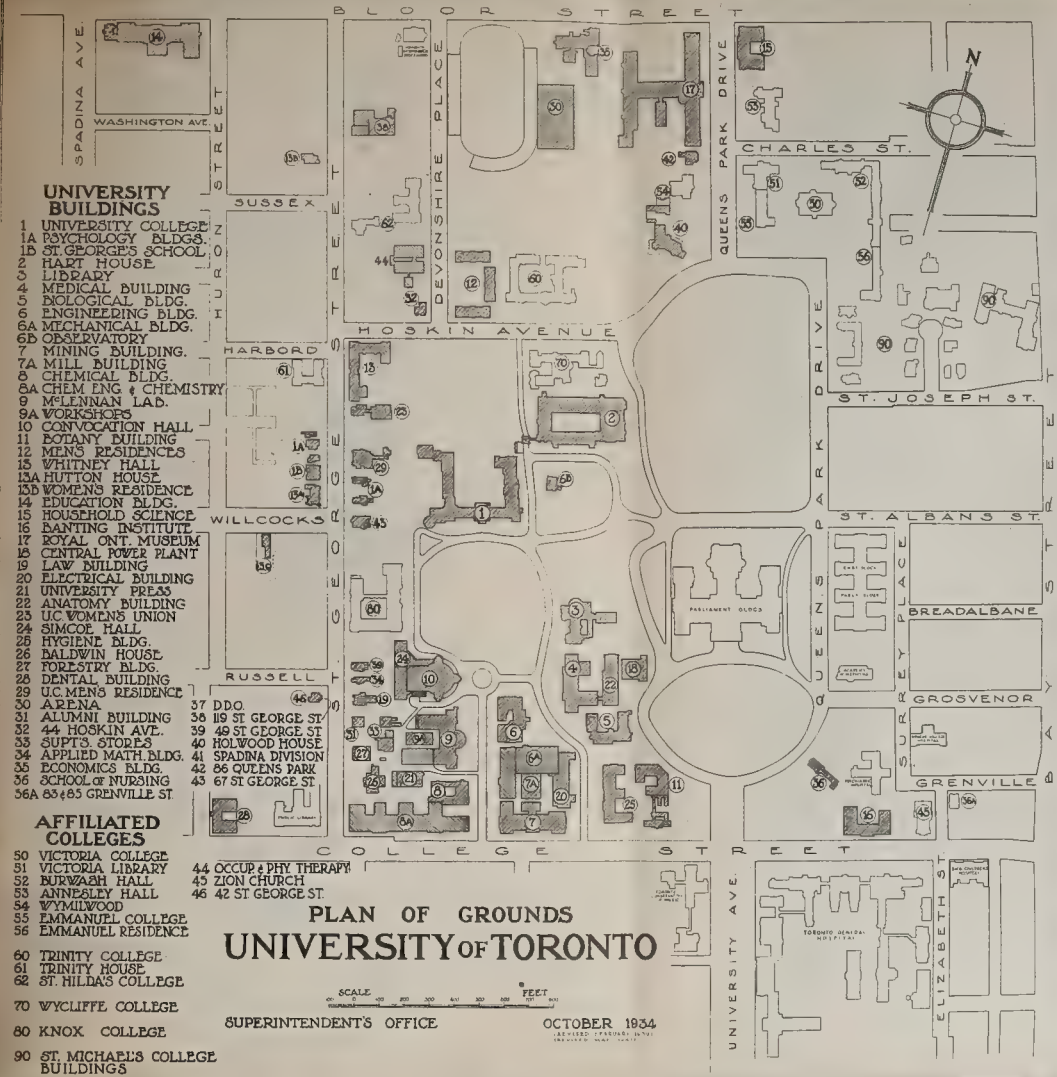 BLOOR STREET
SPADINA AVE.
WASHINGTON AVE.
HURON STREET
SUSSEX
DEVONSHIRE PLACE
QUEENS PARK DRIVE
CHARLES ST.
N
ST. GEORGE STREET
HOSKIN AVENUE
HARBORD
WILLCOCKS
RUSSELL
QUEEN'S PARK DRIVE
ST. JOSEPH ST.
ST. ALBANS ST.
SURREY PLACE
BREADALBANE
GROSVENOR
GRENVILLE
BAY STREET
COLLEGE STREET
UNIVERSITY AVE.
ELIZABETH ST.
PARLIAMENT BLDGS
EAST BLOCK
PUBLIC LIBRARY
TORONTO GENERAL
HOSPITAL
UNIVERSITY
BUILDINGS
1 UNIVERSITY COLLEGE
1A PSYCHOLOGY BLDGS.
1B ST. GEORGE'S SCHOOL
2 HART HOUSE
3 LIBRARY
4 MEDICAL BUILDING
5 BIOLOGICAL BLDG.
6 ENGINEERING BLDG.
6A MECHANICAL BLDG.
6B OBSERVATORY
7 MINING BUILDING.
7A MILL BUILDING
8 CHEMICAL BLDG.
8A CHEM ENG & CHEMISTRY
9 McLENNAN LAB.
9A WORKSHOPS
10 CONVOCATION HALL
11 BOTANY BUILDING
12 MEN'S RESIDENCES
13 WHITNEY HALL
13A HUTTON HOUSE
13B WOMEN'S RESIDENCE
14 EDUCATION BLDG.
15 HOUSEHOLD SCIENCE
16 BANTING INSTITUTE
17 ROYAL ONT. MUSEUM
18 CENTRAL POWER PLANT
19 LAW BUILDING
20 ELECTRICAL BUILDING
21 UNIVERSITY PRESS
22 ANATOMY BUILDING
23 U.C. WOMEN'S UNION
24 SIMCOE HALL
25 HYGIENE BLDG.
26 BALDWIN HOUSE
27 FORESTRY BLDG.
28 DENTAL BUILDING
29 U.C. MEN'S RESIDENCE
30 ARENA
31 ALUMNI BUILDING
32 44 HOSKIN AVE.
33 SUPT'S. STORES
34 APPLIED MATH. BLDG.
35 ECONOMICS BLDG.
36 SCHOOL OF NURSING
36A 83 & 85 GRENVILLE ST.
37 D.D.O.
38 119 ST GEORGE ST
39 49 ST GEORGE ST
40 HOLWOOD HOUSE
41 SPADINA DIVISION
42 86 QUEENS PARK
43 67 ST GEORGE ST.
AFFILIATED
COLLEGES
50 VICTORIA COLLEGE
51 VICTORIA LIBRARY
52 BURWASH HALL
53 ANNESLEY HALL
54 WYMILWOOD
55 EMMANUEL COLLEGE
56 EMMANUEL RESIDENCE
60 TRINITY COLLEGE
61 TRINITY HOUSE
62 ST. HILDA'S COLLEGE
70 WYCLIFFE COLLEGE
80 KNOX COLLEGE
90 ST. MICHAEL'S COLLEGE
BUILDINGS
44 OCCUP. & PHY. THERAPY
45 ZION CHURCH
46 42 ST GEORGE ST.
PLAN OF GROUNDS
UNIVERSITY OF TORONTO
SCALE FEET
SUPERINTENDENT'S OFFICE
OCTOBER 1934